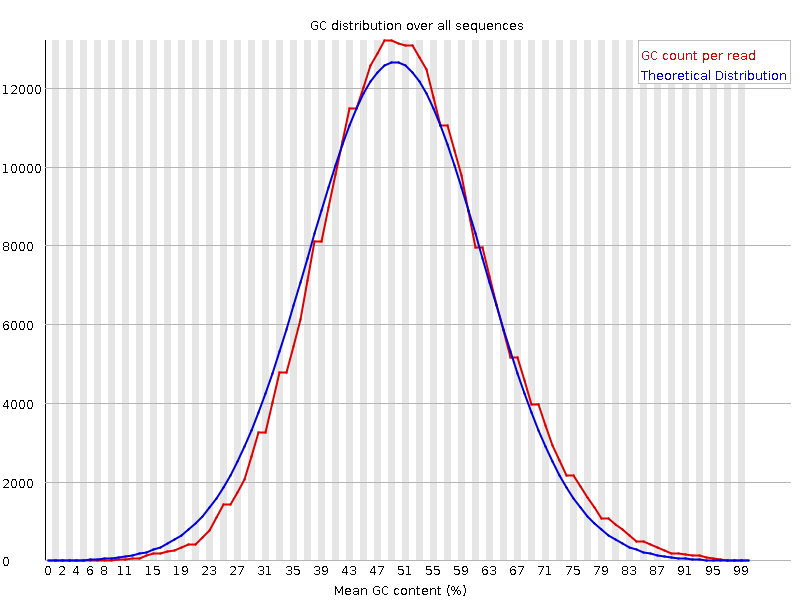 GC distribution over all sequences
GC count per read
Theoretical Distribution
12000
10000
8000
6000
4000
2000
0
0 2 4 6 8 11 15 19 23 27 31 35 39 43 47 51 55 59 63 67 71 75 79 83 87 91 95 99
Mean GC content (%)